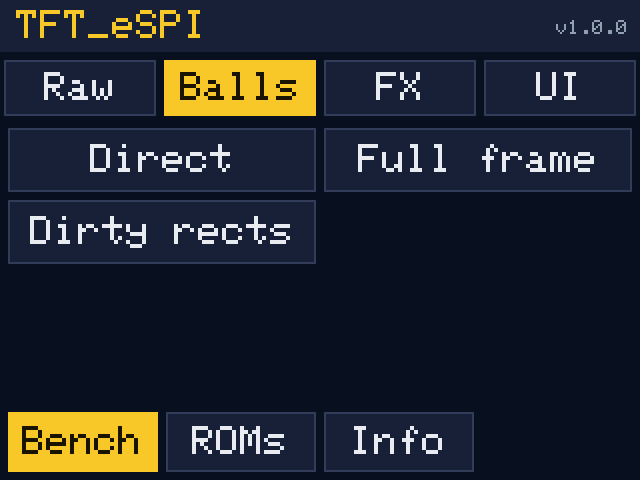 TFT_eSPI v1.0.0
Raw Balls FX UI
Direct Full frame
Dirty rects
Bench ROMs Info